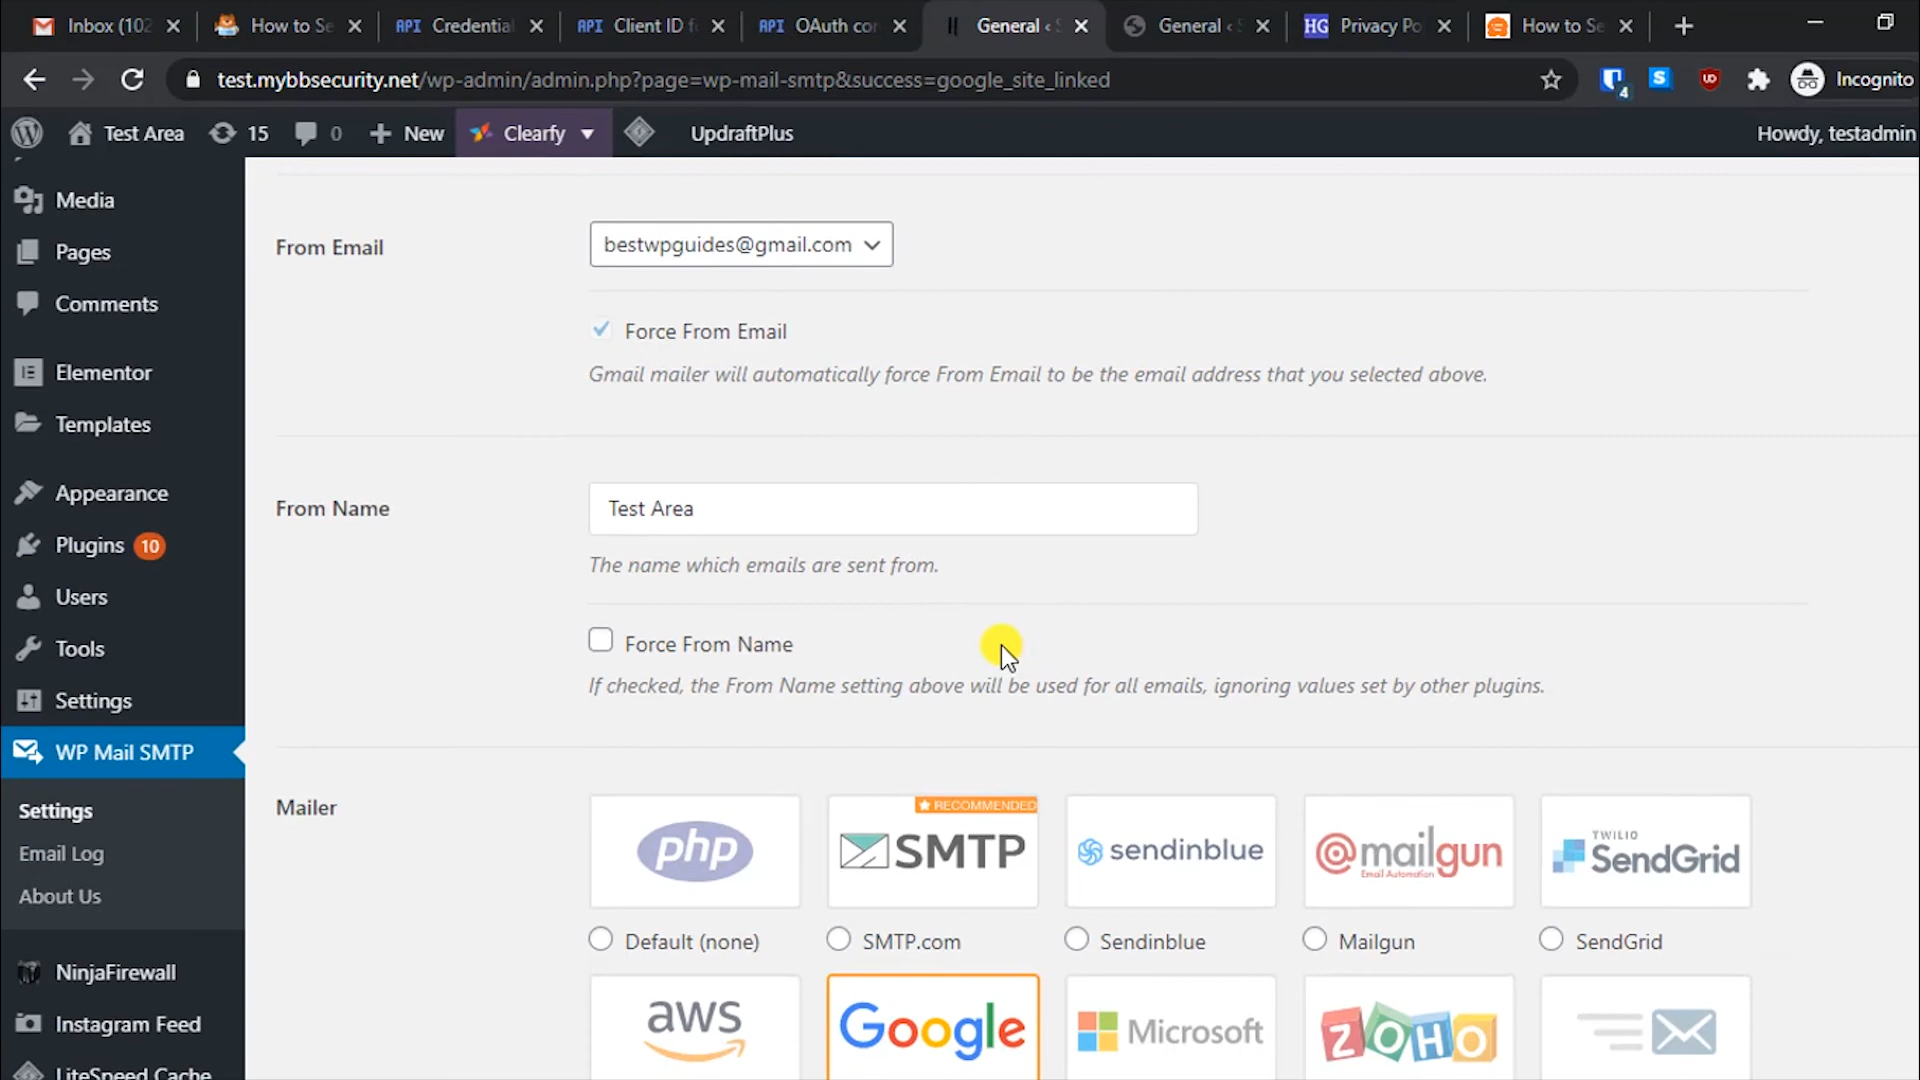 Inbox (102
How to Se
API Credential
API Client ID f
API OAuth cor
General ‹
General ‹
HG Privacy Po
How to Se
test.mybbsecurity.net/wp-admin/admin.php?page=wp-mail-smtp&success=google_site_linked
4
S
UD
Incognito
Test Area
15
0
New
Clearfy
UpdraftPlus
Howdy, testadmin
Media
Pages
Comments
Elementor
Templates
Appearance
Plugins 10
Users
Tools
Settings
WP Mail SMTP
Settings
Email Log
About Us
NinjaFirewall
Instagram Feed
LiteSpeed Cache
From Email
bestwpguides@gmail.com
Force From Email
Gmail mailer will automatically force From Email to be the email address that you selected above.
From Name
Test Area
The name which emails are sent from.
Force From Name
If checked, the From Name setting above will be used for all emails, ignoring values set by other plugins.
Mailer
php
RECOMMENDED
SMTP
sendinblue
@mailgun
Email Automation
TWILIO
SendGrid
Default (none)
SMTP.com
Sendinblue
Mailgun
SendGrid
aws
Google
Microsoft
ZOHO